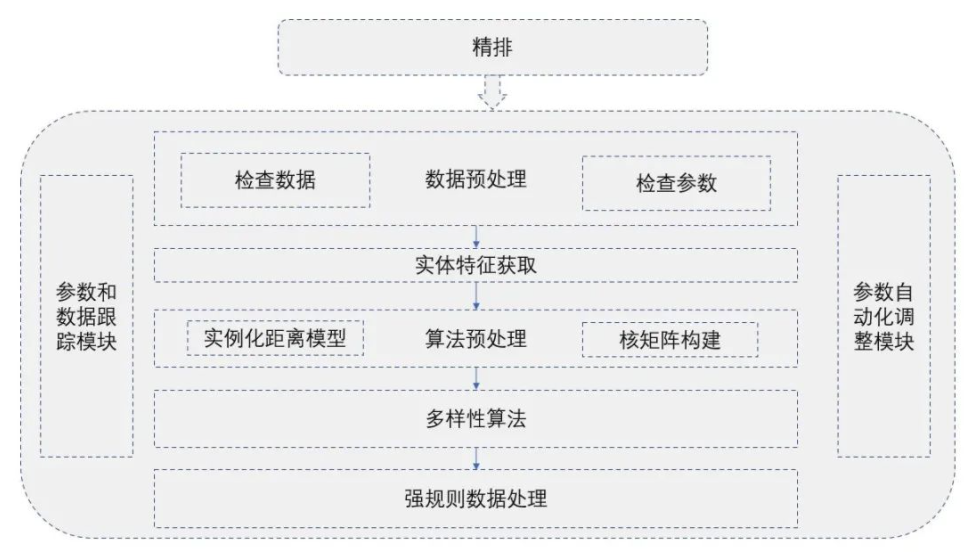 精排
检查数据
数据预处理
检查参数
实体特征获取
参数和
数据跟
踪模块
实例化距离模型
算法预处理
核矩阵构建
参数自
动化调
整模块
多样性算法
强规则数据处理